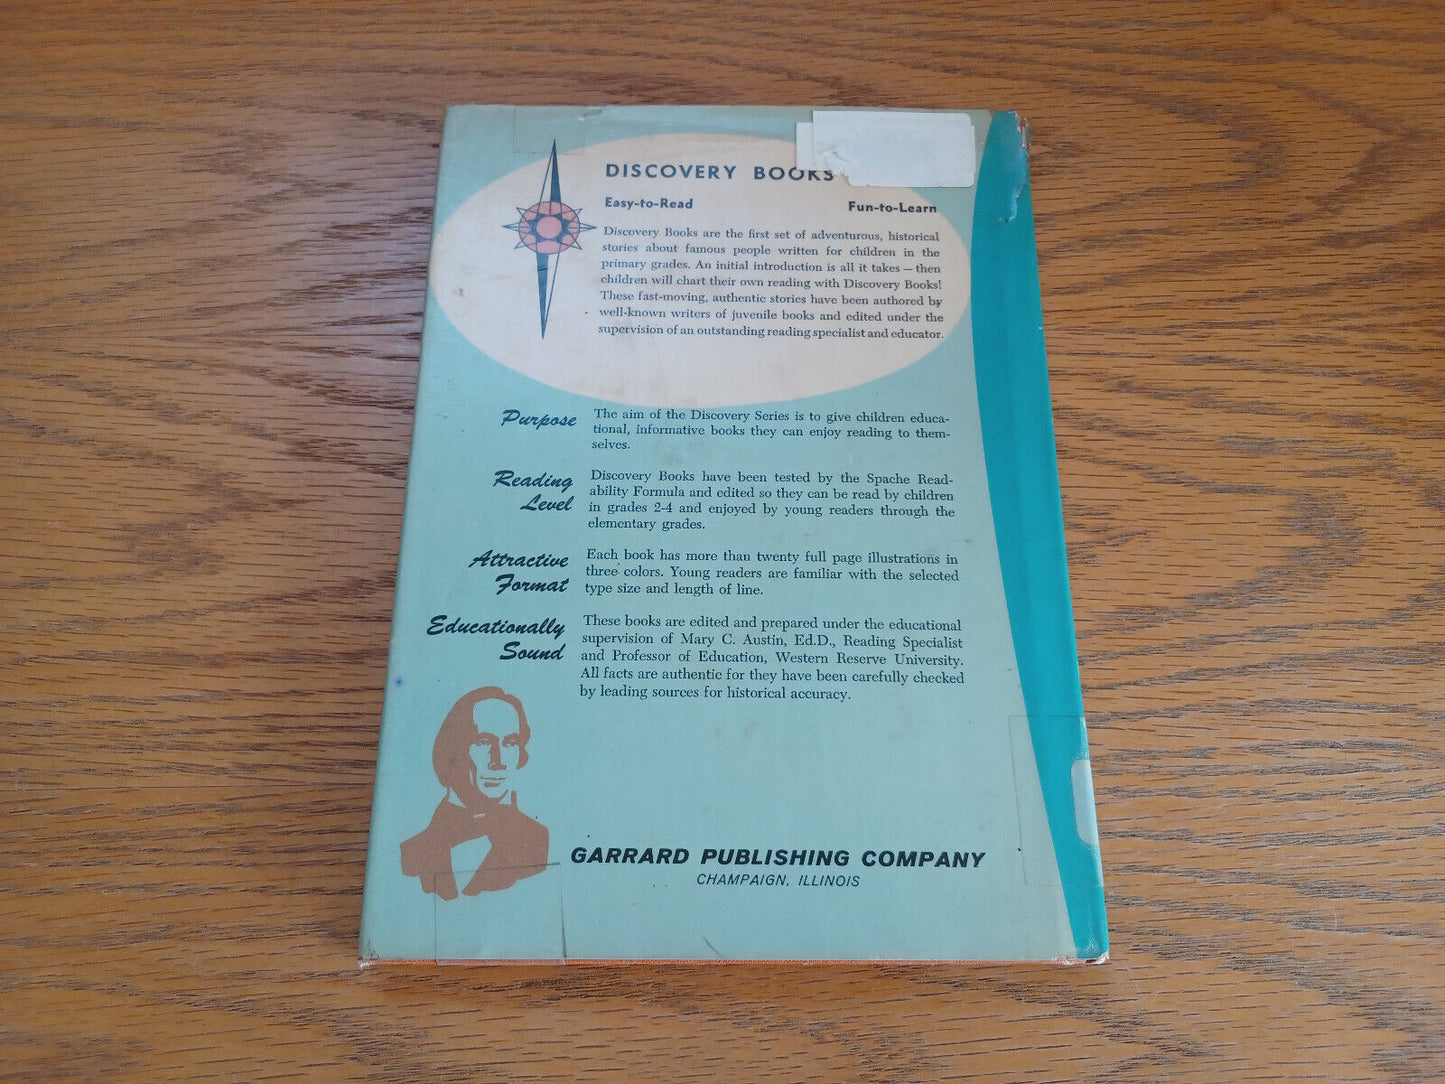 DISCOVERY BOOKS
Easy-to-Read Fun-to-Learn
Discovery Books are the first set of adventurous, historical
stories about famous people written for children in the
primary grades. An initial introduction is all it takes — then
children will chart their own reading with Discovery Books!
These fast-moving, authentic stories have been authored by
well-known writers of juvenile books and edited under the
supervision of an outstanding reading specialist and educator.
Purpose
The aim of the Discovery Series is to give children educa-
tional, informative books they can enjoy reading to them-
selves.
Reading
Level
Discovery Books have been tested by the Spache Read-
ability Formula and edited so they can be read by children
in grades 2-4 and enjoyed by young readers through the
elementary grades.
Attractive
Format
Each book has more than twenty full page illustrations in
three colors. Young readers are familiar with the selected
type size and length of line.
Educationally
Sound
These books are edited and prepared under the educational
supervision of Mary C. Austin, Ed.D., Reading Specialist
and Professor of Education, Western Reserve University.
All facts are authentic for they have been carefully checked
by leading sources for historical accuracy.
GARRARD PUBLISHING COMPANY
CHAMPAIGN, ILLINOIS